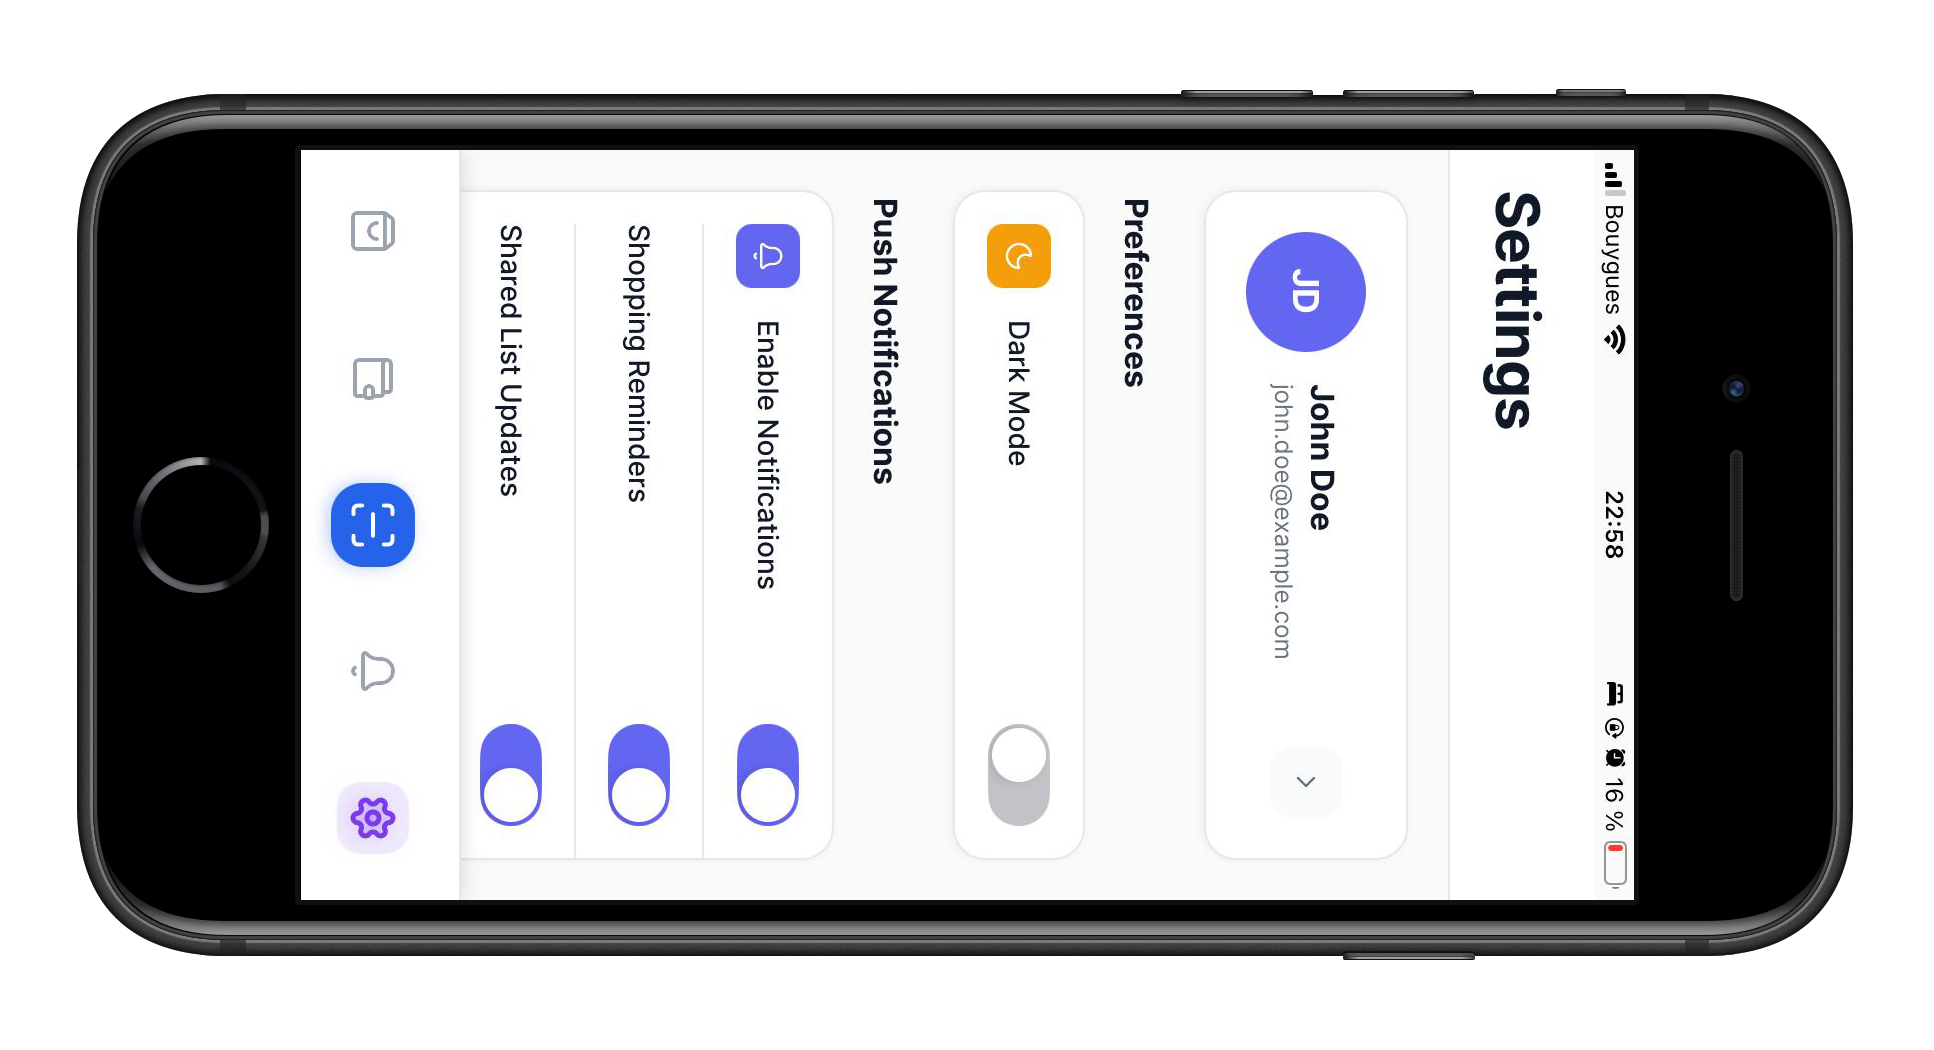 Bouygues 22:58 16 %
Settings
JD
John Doe
john.doe@example.com
Preferences
Dark Mode
Push Notifications
Enable Notifications
Shopping Reminders
Shared List Updates